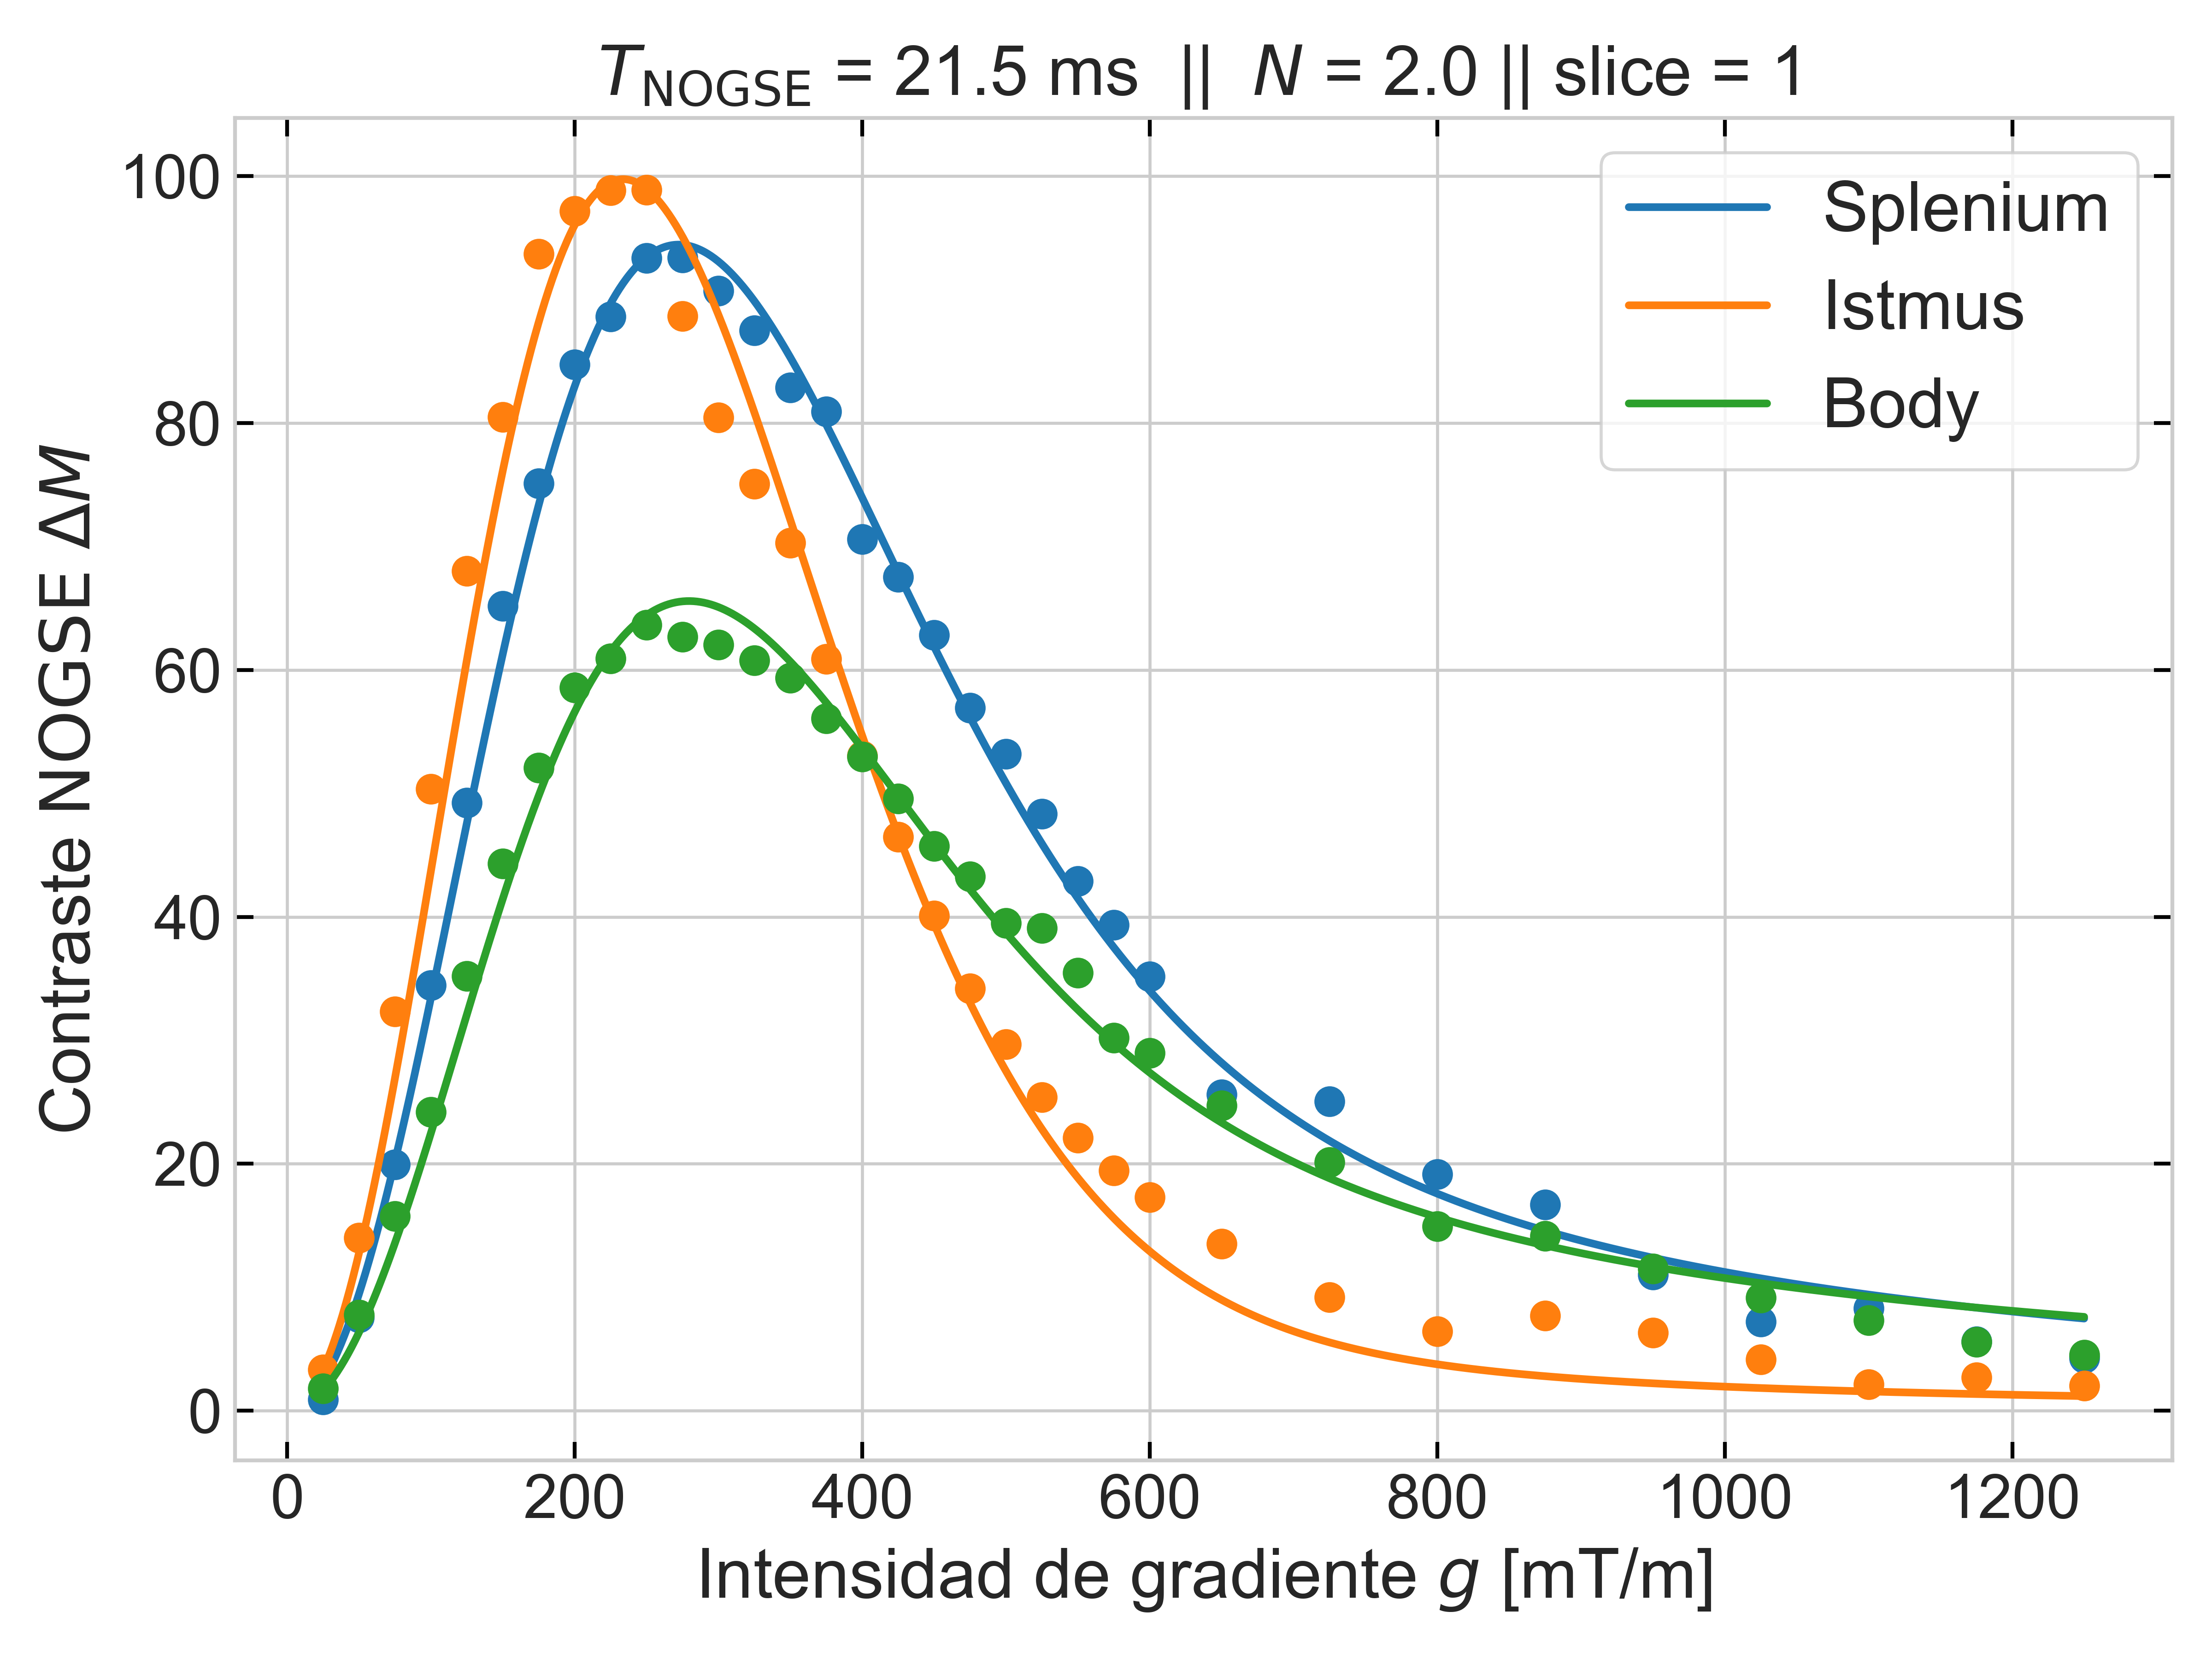 T_NOGSE = 21.5 ms || N = 2.0 || slice = 1
Contraste NOGSE ΔM
100
80
60
40
20
0
Splenium
Istmus
Body
0 200 400 600 800 1000 1200
Intensidad de gradiente g [mT/m]